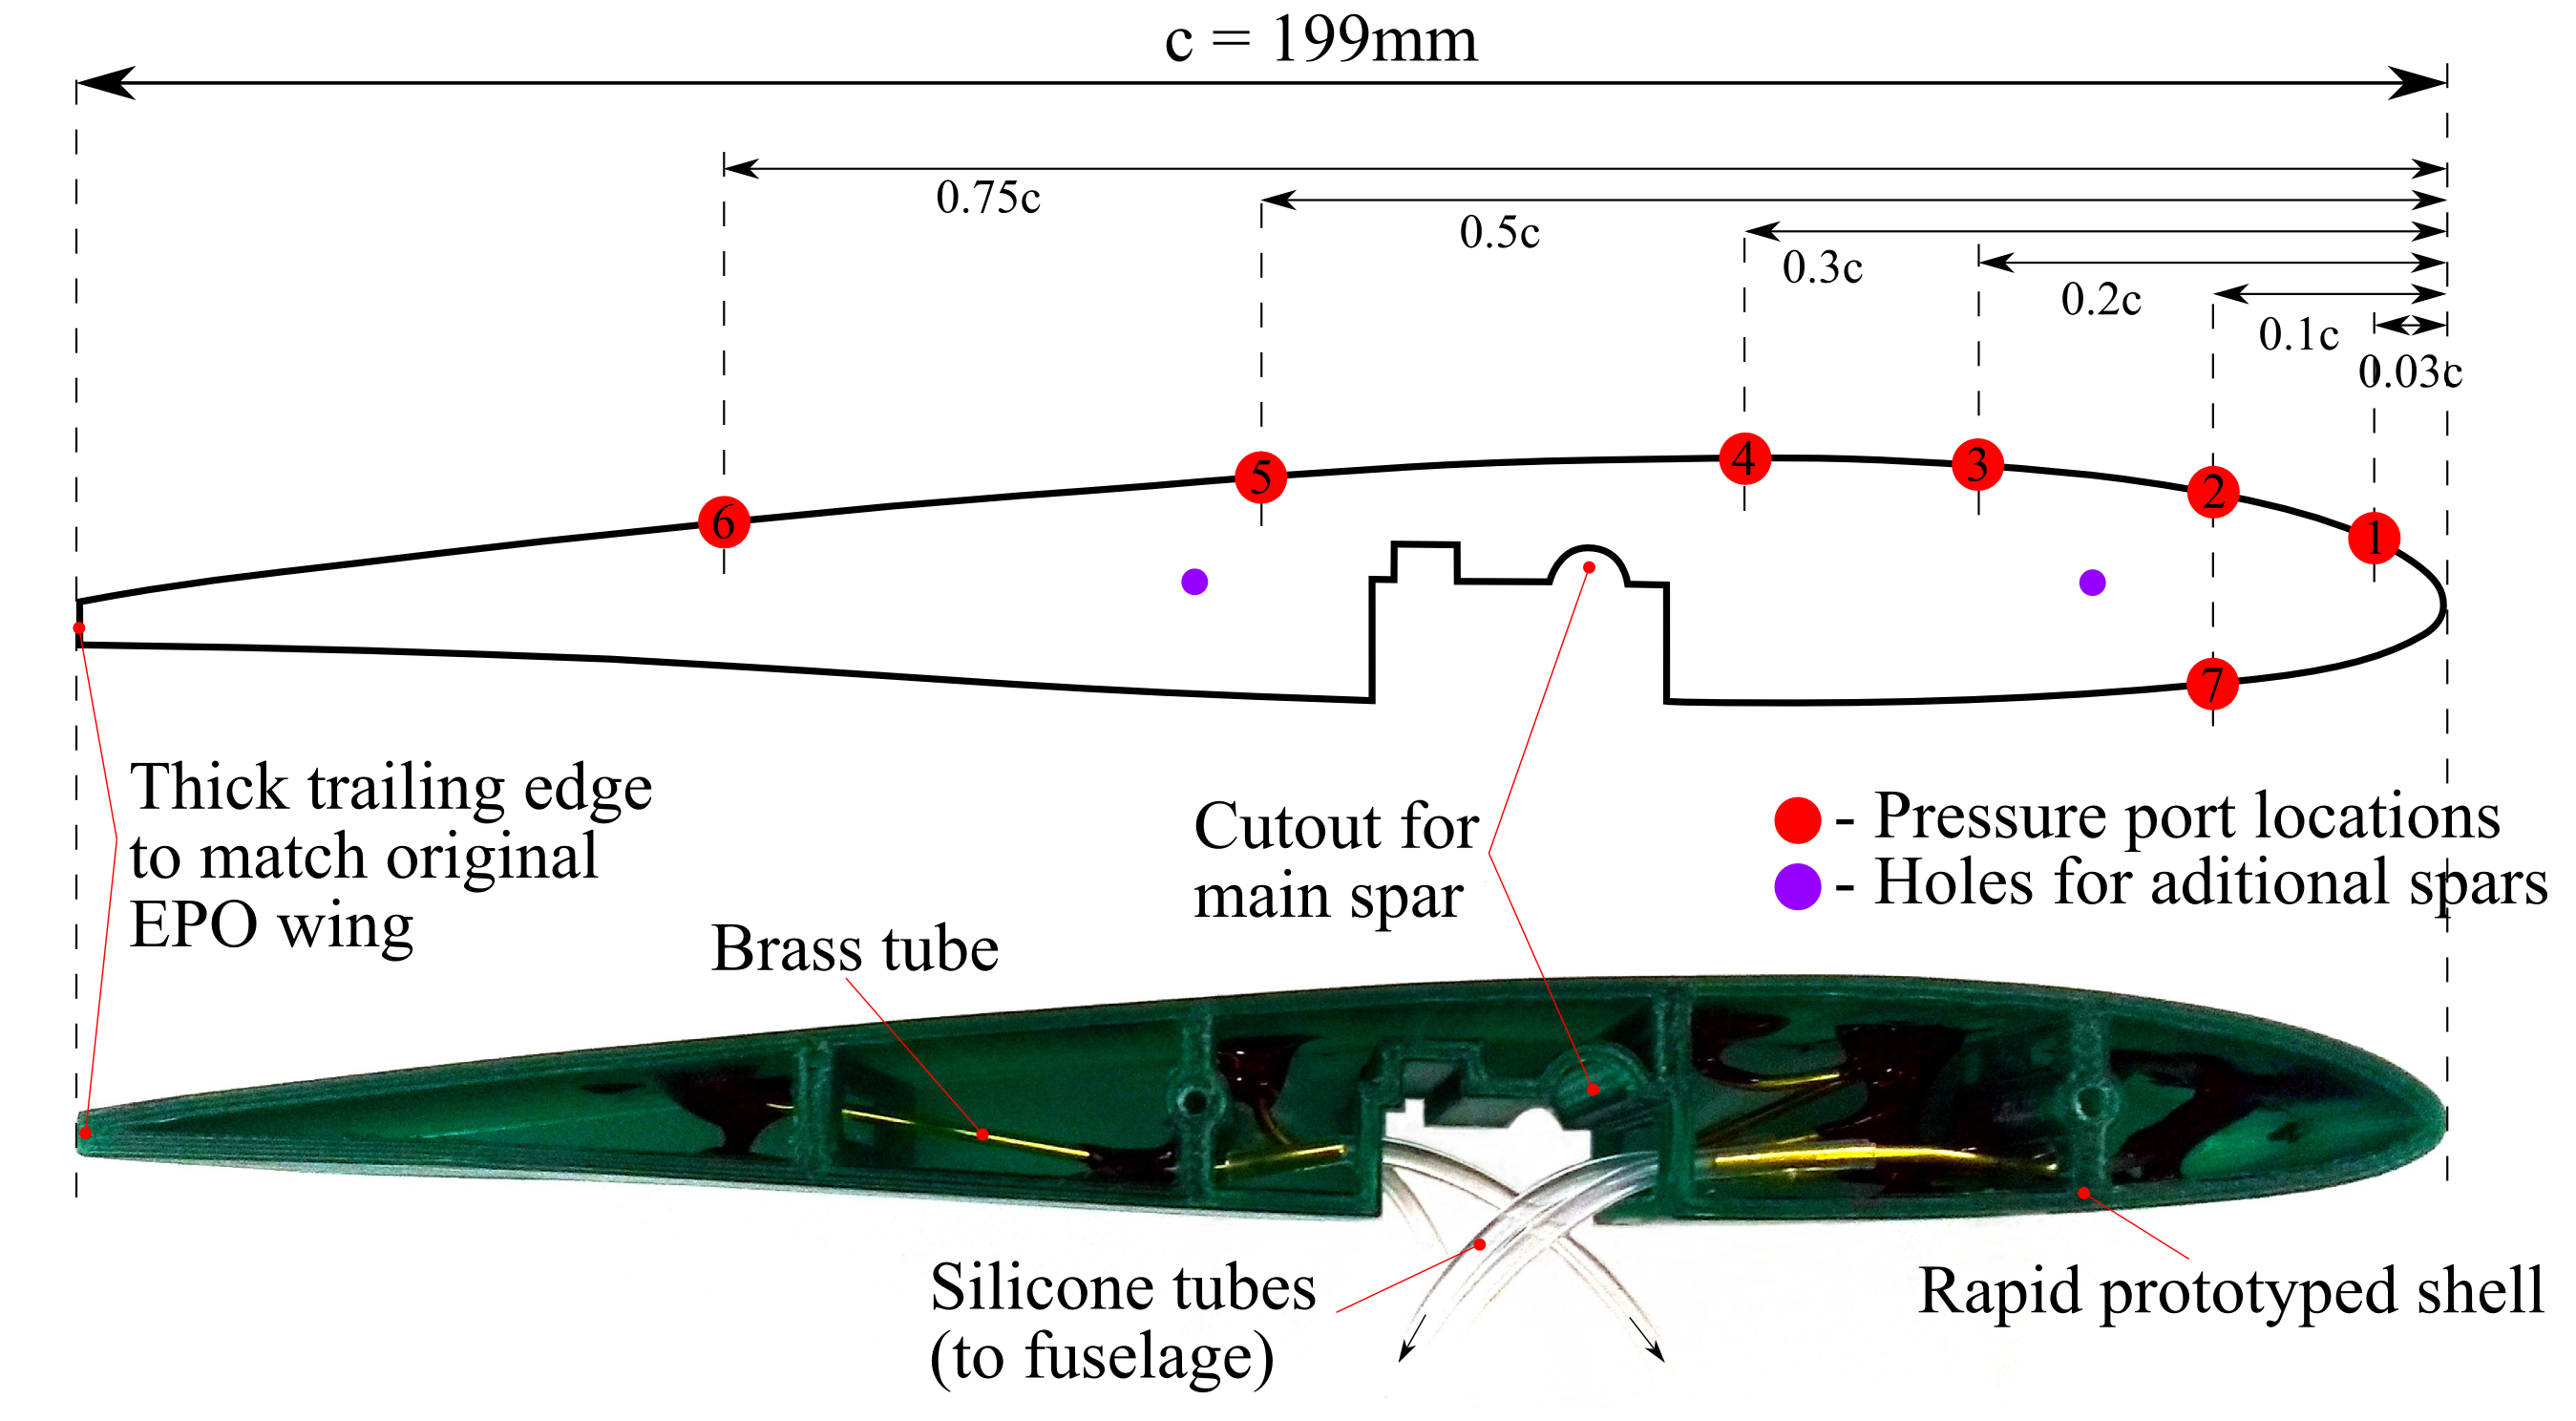 c = 199mm
0.75c
0.5c
0.3c
0.2c
0.1c
0.03c
6
5
4
3
2
1
7
Thick trailing edge
to match original
EPO wing
Brass tube
Cutout for
main spar
- Pressure port locations
- Holes for aditional spars
Silicone tubes
(to fuselage)
Rapid prototyped shell